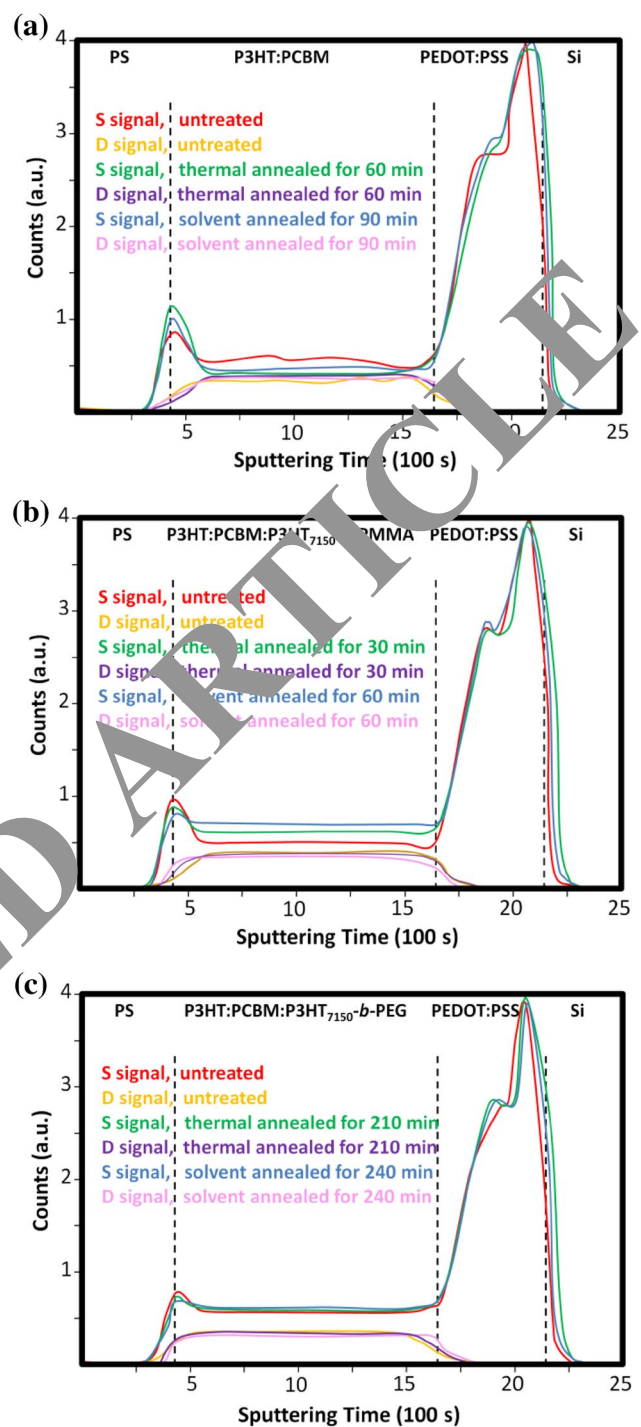 (a)
4
PS P3HT:PCBM PEDOT:PSS Si
S signal, untreated
D signal, untreated
S signal, thermal annealed for 60 min
D signal, thermal annealed for 60 min
S signal, solvent annealed for 90 min
D signal, solvent annealed for 90 min
3
2
1
Counts (a.u.)
5 10 15 20 25
Sputtering Time (100 s)
(b)
4
PS P3HT:PCBM:P3HT7150 PMMA PEDOT:PSS Si
S signal, untreated
D signal, untreated
S signal, thermal annealed for 30 min
D signal, thermal annealed for 30 min
S signal, solvent annealed for 60 min
D signal, solvent annealed for 60 min
3
2
1
Counts (a.u.)
5 10 15 20 25
Sputtering Time (100 s)
(c)
4
PS P3HT:PCBM:P3HT7150-b-PEG PEDOT:PSS Si
S signal, untreated
D signal, untreated
S signal, thermal annealed for 210 min
D signal, thermal annealed for 210 min
S signal, solvent annealed for 240 min
D signal, solvent annealed for 240 min
3
2
1
Counts (a.u.)
5 10 15 20 25
Sputtering Time (100 s)
D ARTICLE